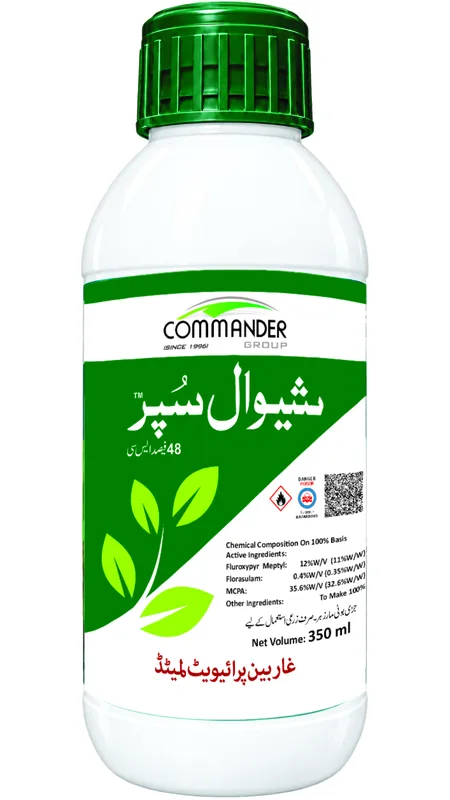 COMMANDER
(SINCE 1996) GROUP
شیوال سُپر ™
48 فیصد ایس سی
DANGER
POISON
Chemical Composition On 100% Basis
Active Ingredients:
Fluroxypyr Meptyl: 12%W/V (11%W/W)
Florasulam: 0.4%W/V (0.35%W/W)
MCPA: 35.6%W/V (32.6%W/W)
Other Ingredients: To Make 100%
جڑی بوٹی مار زہر۔ صرف زرعی استعمال کے لیے
Net Volume: 350 ml
غاربین پرائیویٹ لمیٹڈ